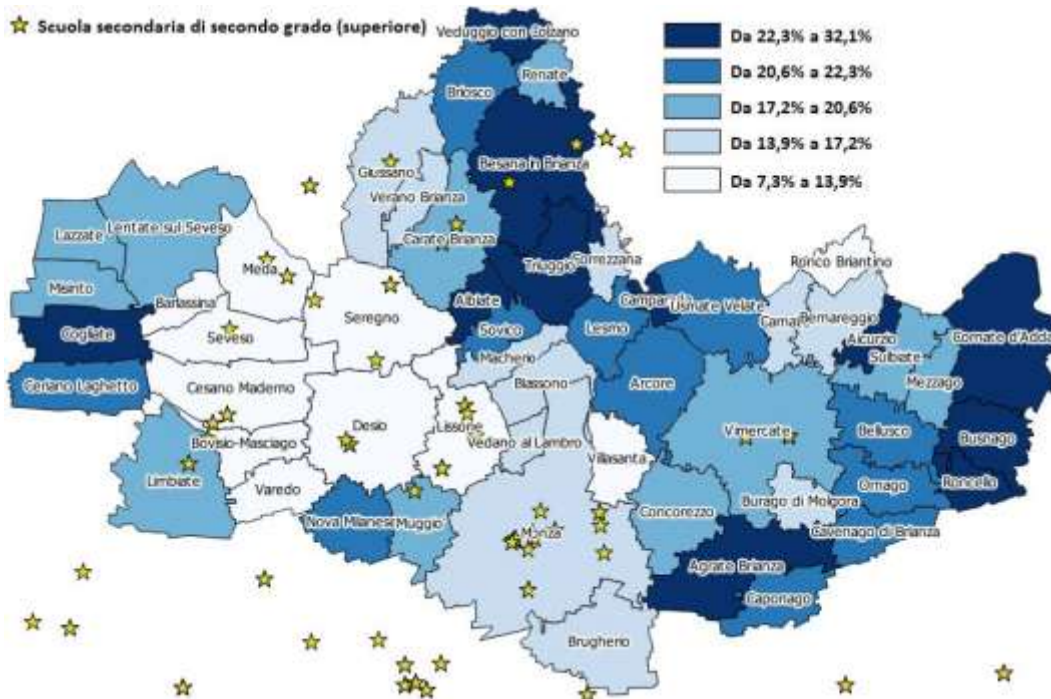 Scuola secondaria di secondo grado (superiore)
Da 22,3% a 32,1%
Da 20,6% a 22,3%
Da 17,2% a 20,6%
Da 13,9% a 17,2%
Da 7,3% a 13,9%
Veduggio con Colzano
Renate
Briosco
Besana in Brianza
Giussano
Verano Brianza
Carate Brianza
Lentate sul Seveso
Lazzate
Meda
Triuggio
Correzzana
Ronco Briantino
Misinto
Barlassina
Albiate
Usmate Velate
Bernareggio
Cogliate
Seveso
Seregno
Sovico
Lesmo
Aicurzio
Cornate d'Adda
Macherio
Sulbiate
Ceriano Laghetto
Cesano Maderno
Biassono
Arcore
Mezzago
Desio
Lissone
Vimercate
Bellusco
Busnago
Bovisio-Masciago
Vedano al Lambro
Villasanta
Limbiate
Varedo
Ornago
Roncello
Burago di Molgora
Nova Milanese
Muggio
Concorezzo
Monza
Cavenago di Brianza
Agrate Brianza
Caponago
Brugherio